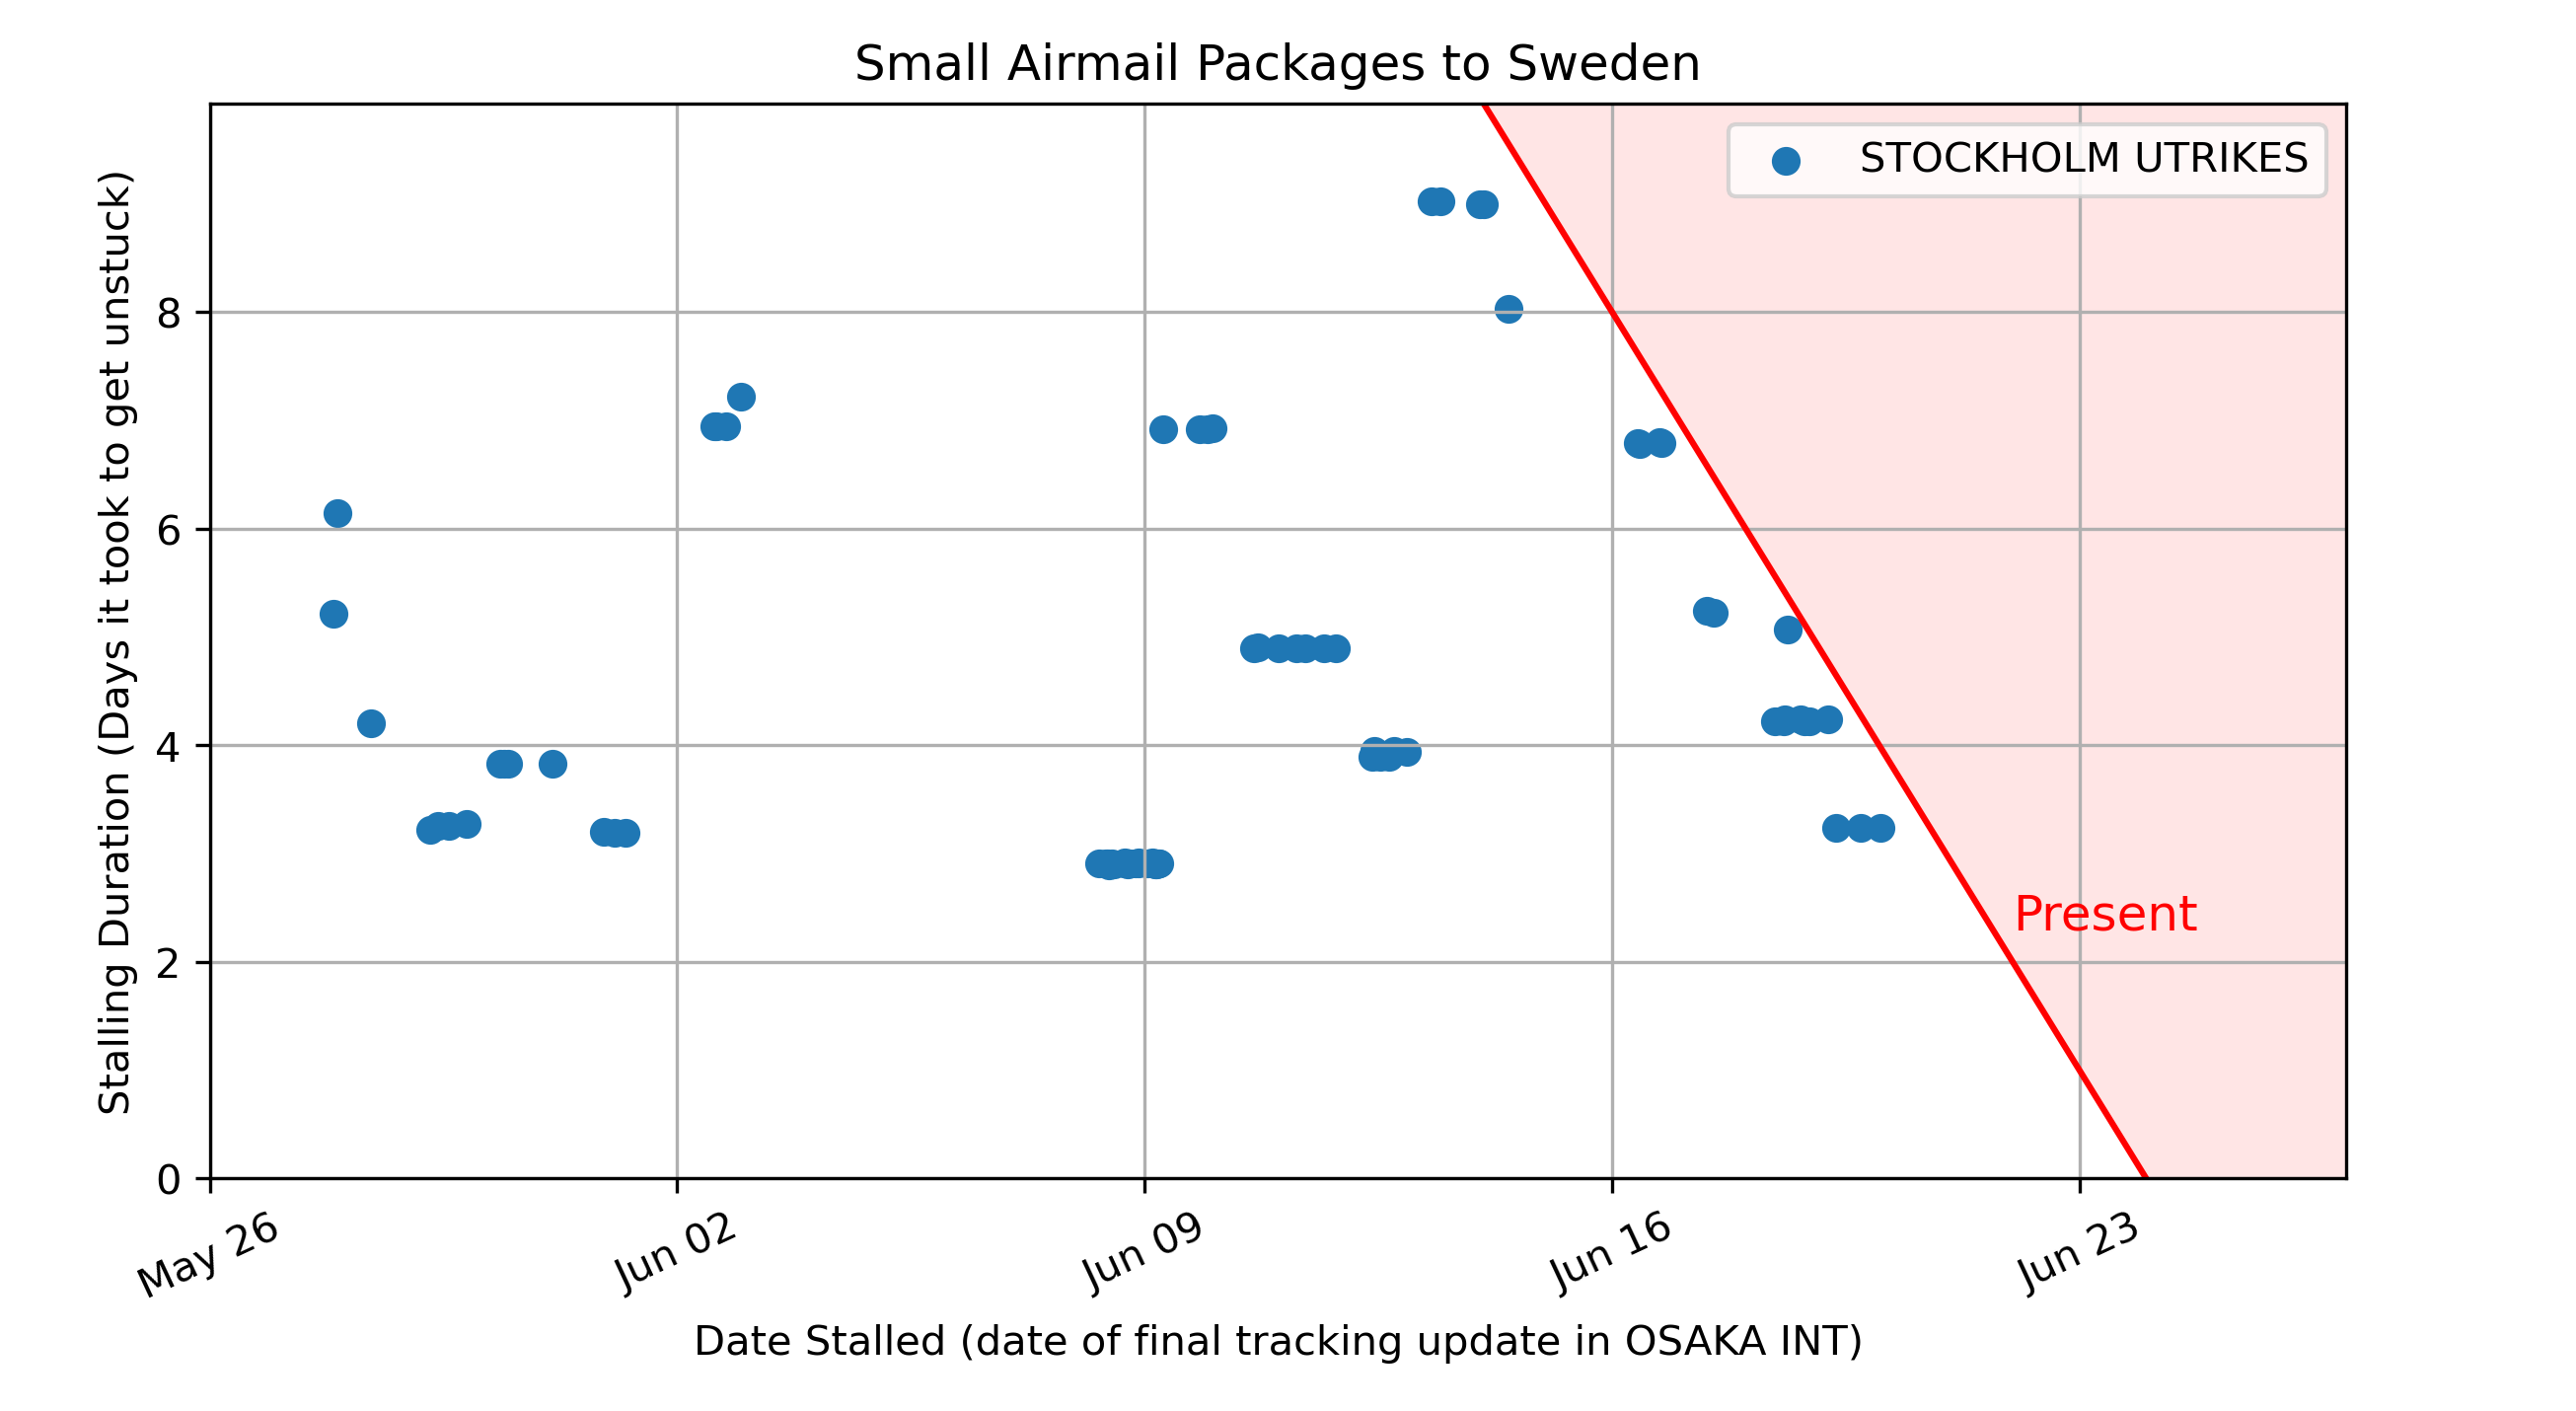 Small Airmail Packages to Sweden
STOCKHOLM UTRIKES
Stalling Duration (Days it took to get unstuck)
8
6
4
2
0
Present
May 26
Jun 02
Jun 09
Jun 16
Jun 23
Date Stalled (date of final tracking update in OSAKA INT)